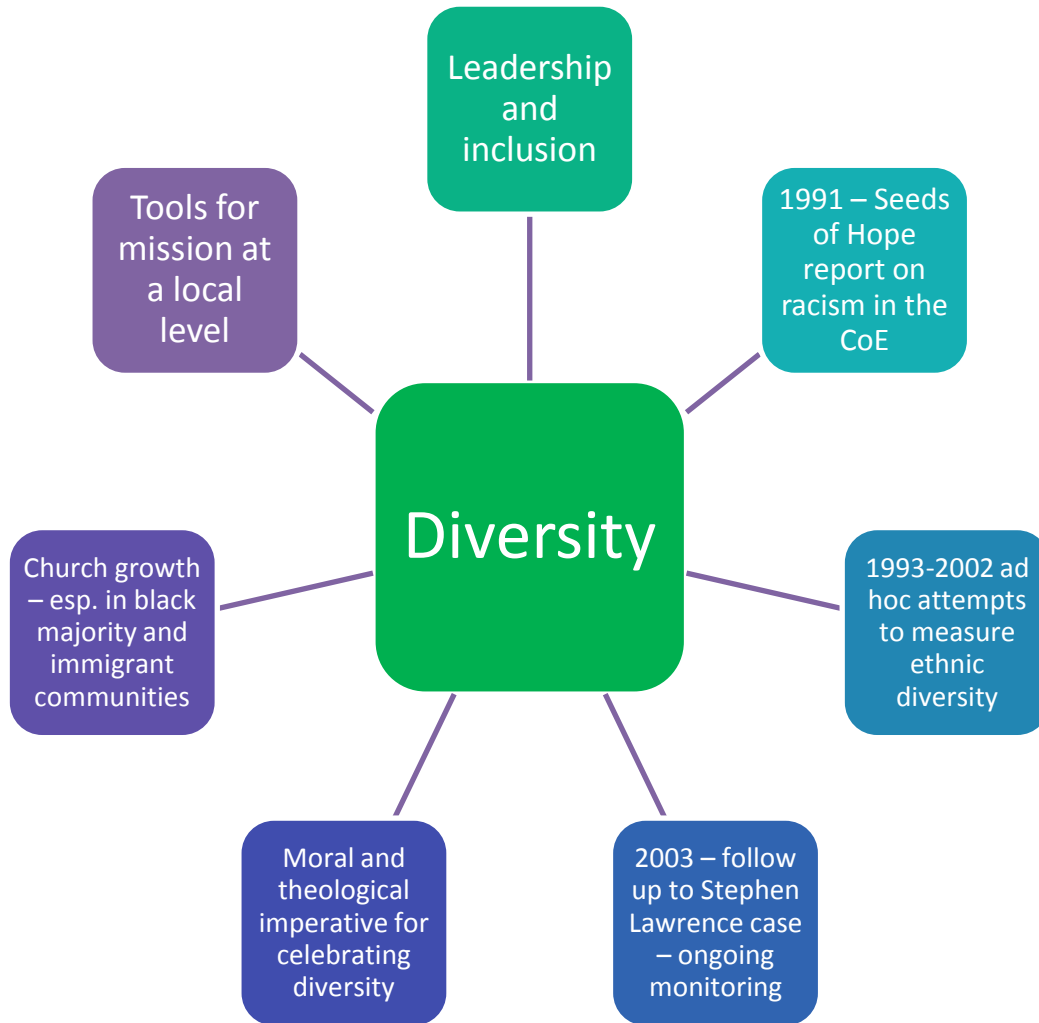 Leadership
and
inclusion
1991 – Seeds
of Hope
report on
racism in the
CoE
1993-2002 ad
hoc attempts
to measure
ethnic
diversity
2003 – follow
up to Stephen
Lawrence case
– ongoing
monitoring
Moral and
theological
imperative for
celebrating
diversity
Church growth
– esp. in black
majority and
immigrant
communities
Tools for
mission at
a local
level
Diversity